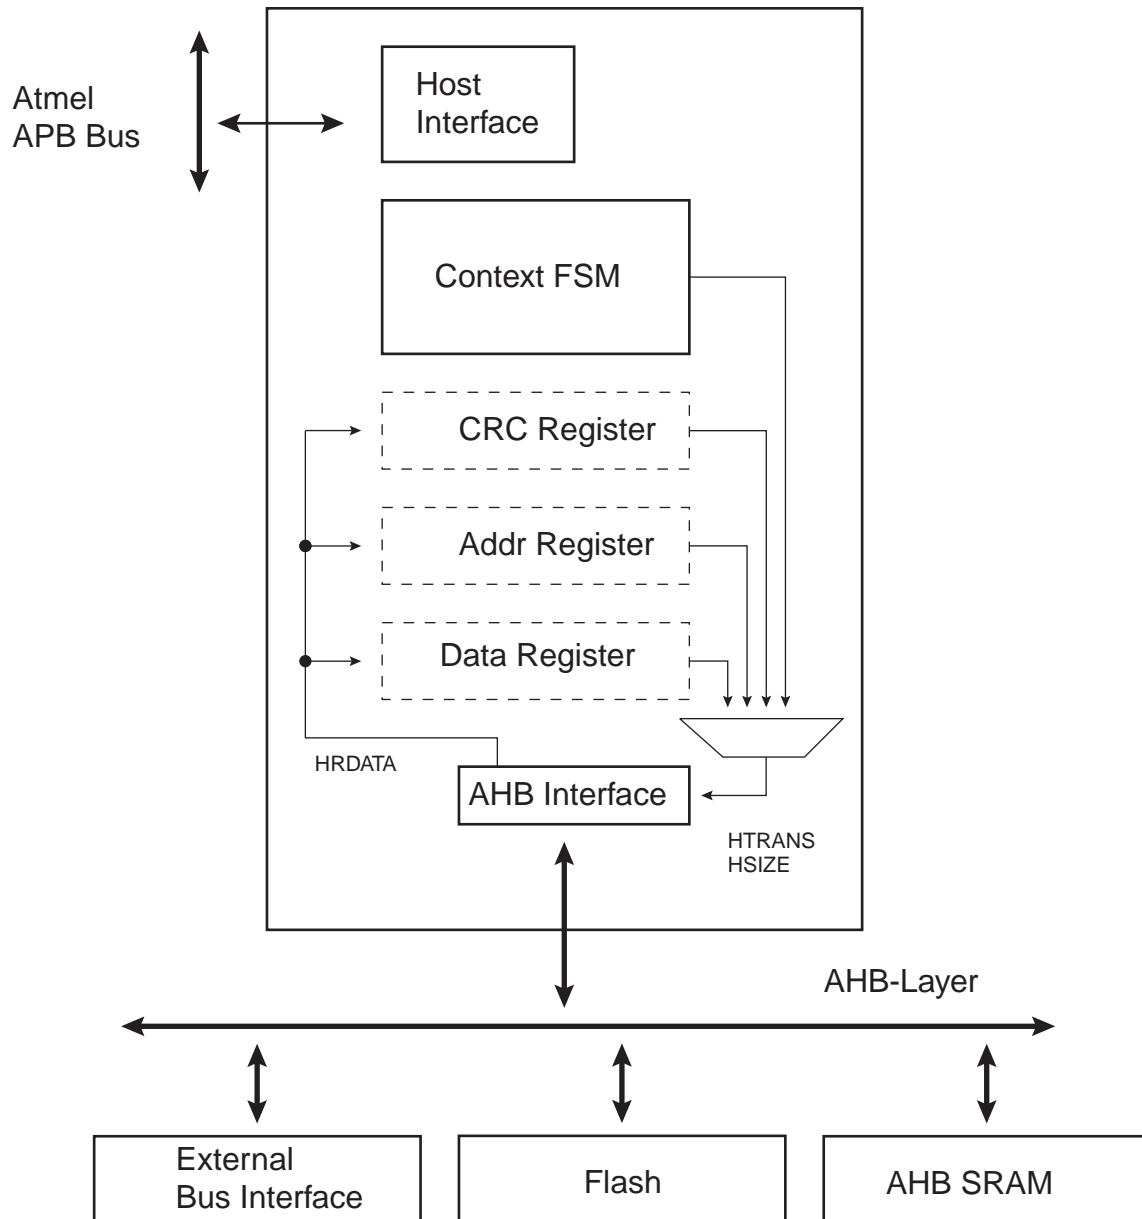 Atmel
APB Bus
Host
Interface
Context FSM
CRC Register
Addr Register
Data Register
HRDATA
AHB Interface
HTRANS
HSIZE
AHB-Layer
External
Bus Interface
Flash
AHB SRAM